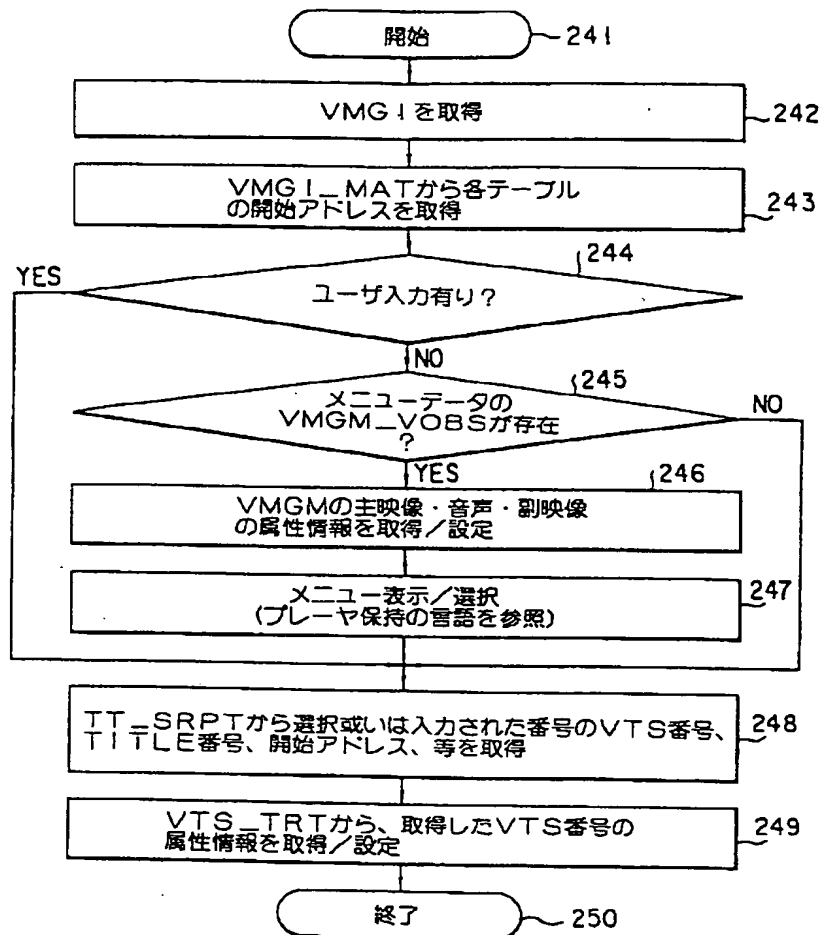 開始
241
VMGIを取得
242
VMGI_MATから各テーブル
の開始アドレスを取得
243
244
YES
ユーザ入力有り？
NO
245
メニューデータの
VMGM_VOBSが存在
？
NO
YES
246
VMGMの主映像・音声・副映像
の属性情報を取得／設定
247
メニュー表示／選択
(プレーヤ保持の言語を参照)
TT_SRPTから選択或いは入力された番号のVTS番号、
TITLE番号、開始アドレス、等を取得
248
VTS_TRTから、取得したVTS番号の
属性情報を取得／設定
249
終了
250